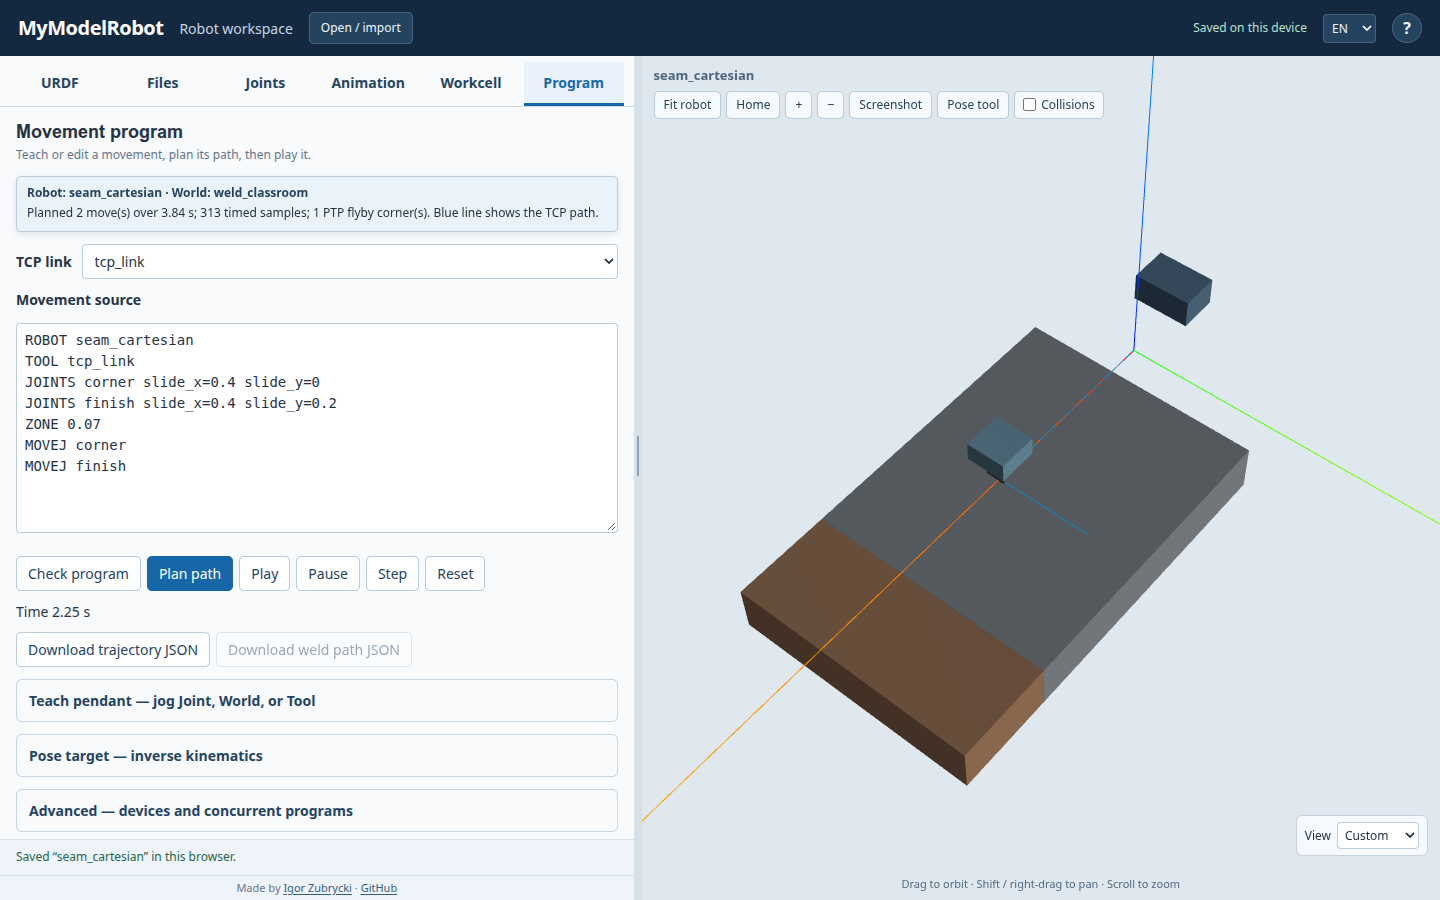 MyModelRobot
Robot workspace
Open / import
Saved on this device
EN
?
URDF
Files
Joints
Animation
Workcell
Program
Movement program
Teach or edit a movement, plan its path, then play it.
Robot: seam_cartesian · World: weld_classroom
Planned 2 move(s) over 3.84 s; 313 timed samples; 1 PTP flyby corner(s). Blue line shows the TCP path.
TCP link
tcp_link
Movement source
ROBOT seam_cartesian
TOOL tcp_link
JOINTS corner slide_x=0.4 slide_y=0
JOINTS finish slide_x=0.4 slide_y=0.2
ZONE 0.07
MOVEJ corner
MOVEJ finish
Check program
Plan path
Play
Pause
Step
Reset
Time 2.25 s
Download trajectory JSON
Download weld path JSON
Teach pendant — jog Joint, World, or Tool
Pose target — inverse kinematics
Advanced — devices and concurrent programs
Saved “seam_cartesian” in this browser.
Made by Igor Zubrycki · GitHub
seam_cartesian
Fit robot
Home
+
−
Screenshot
Pose tool
Collisions
View
Custom
Drag to orbit · Shift / right-drag to pan · Scroll to zoom